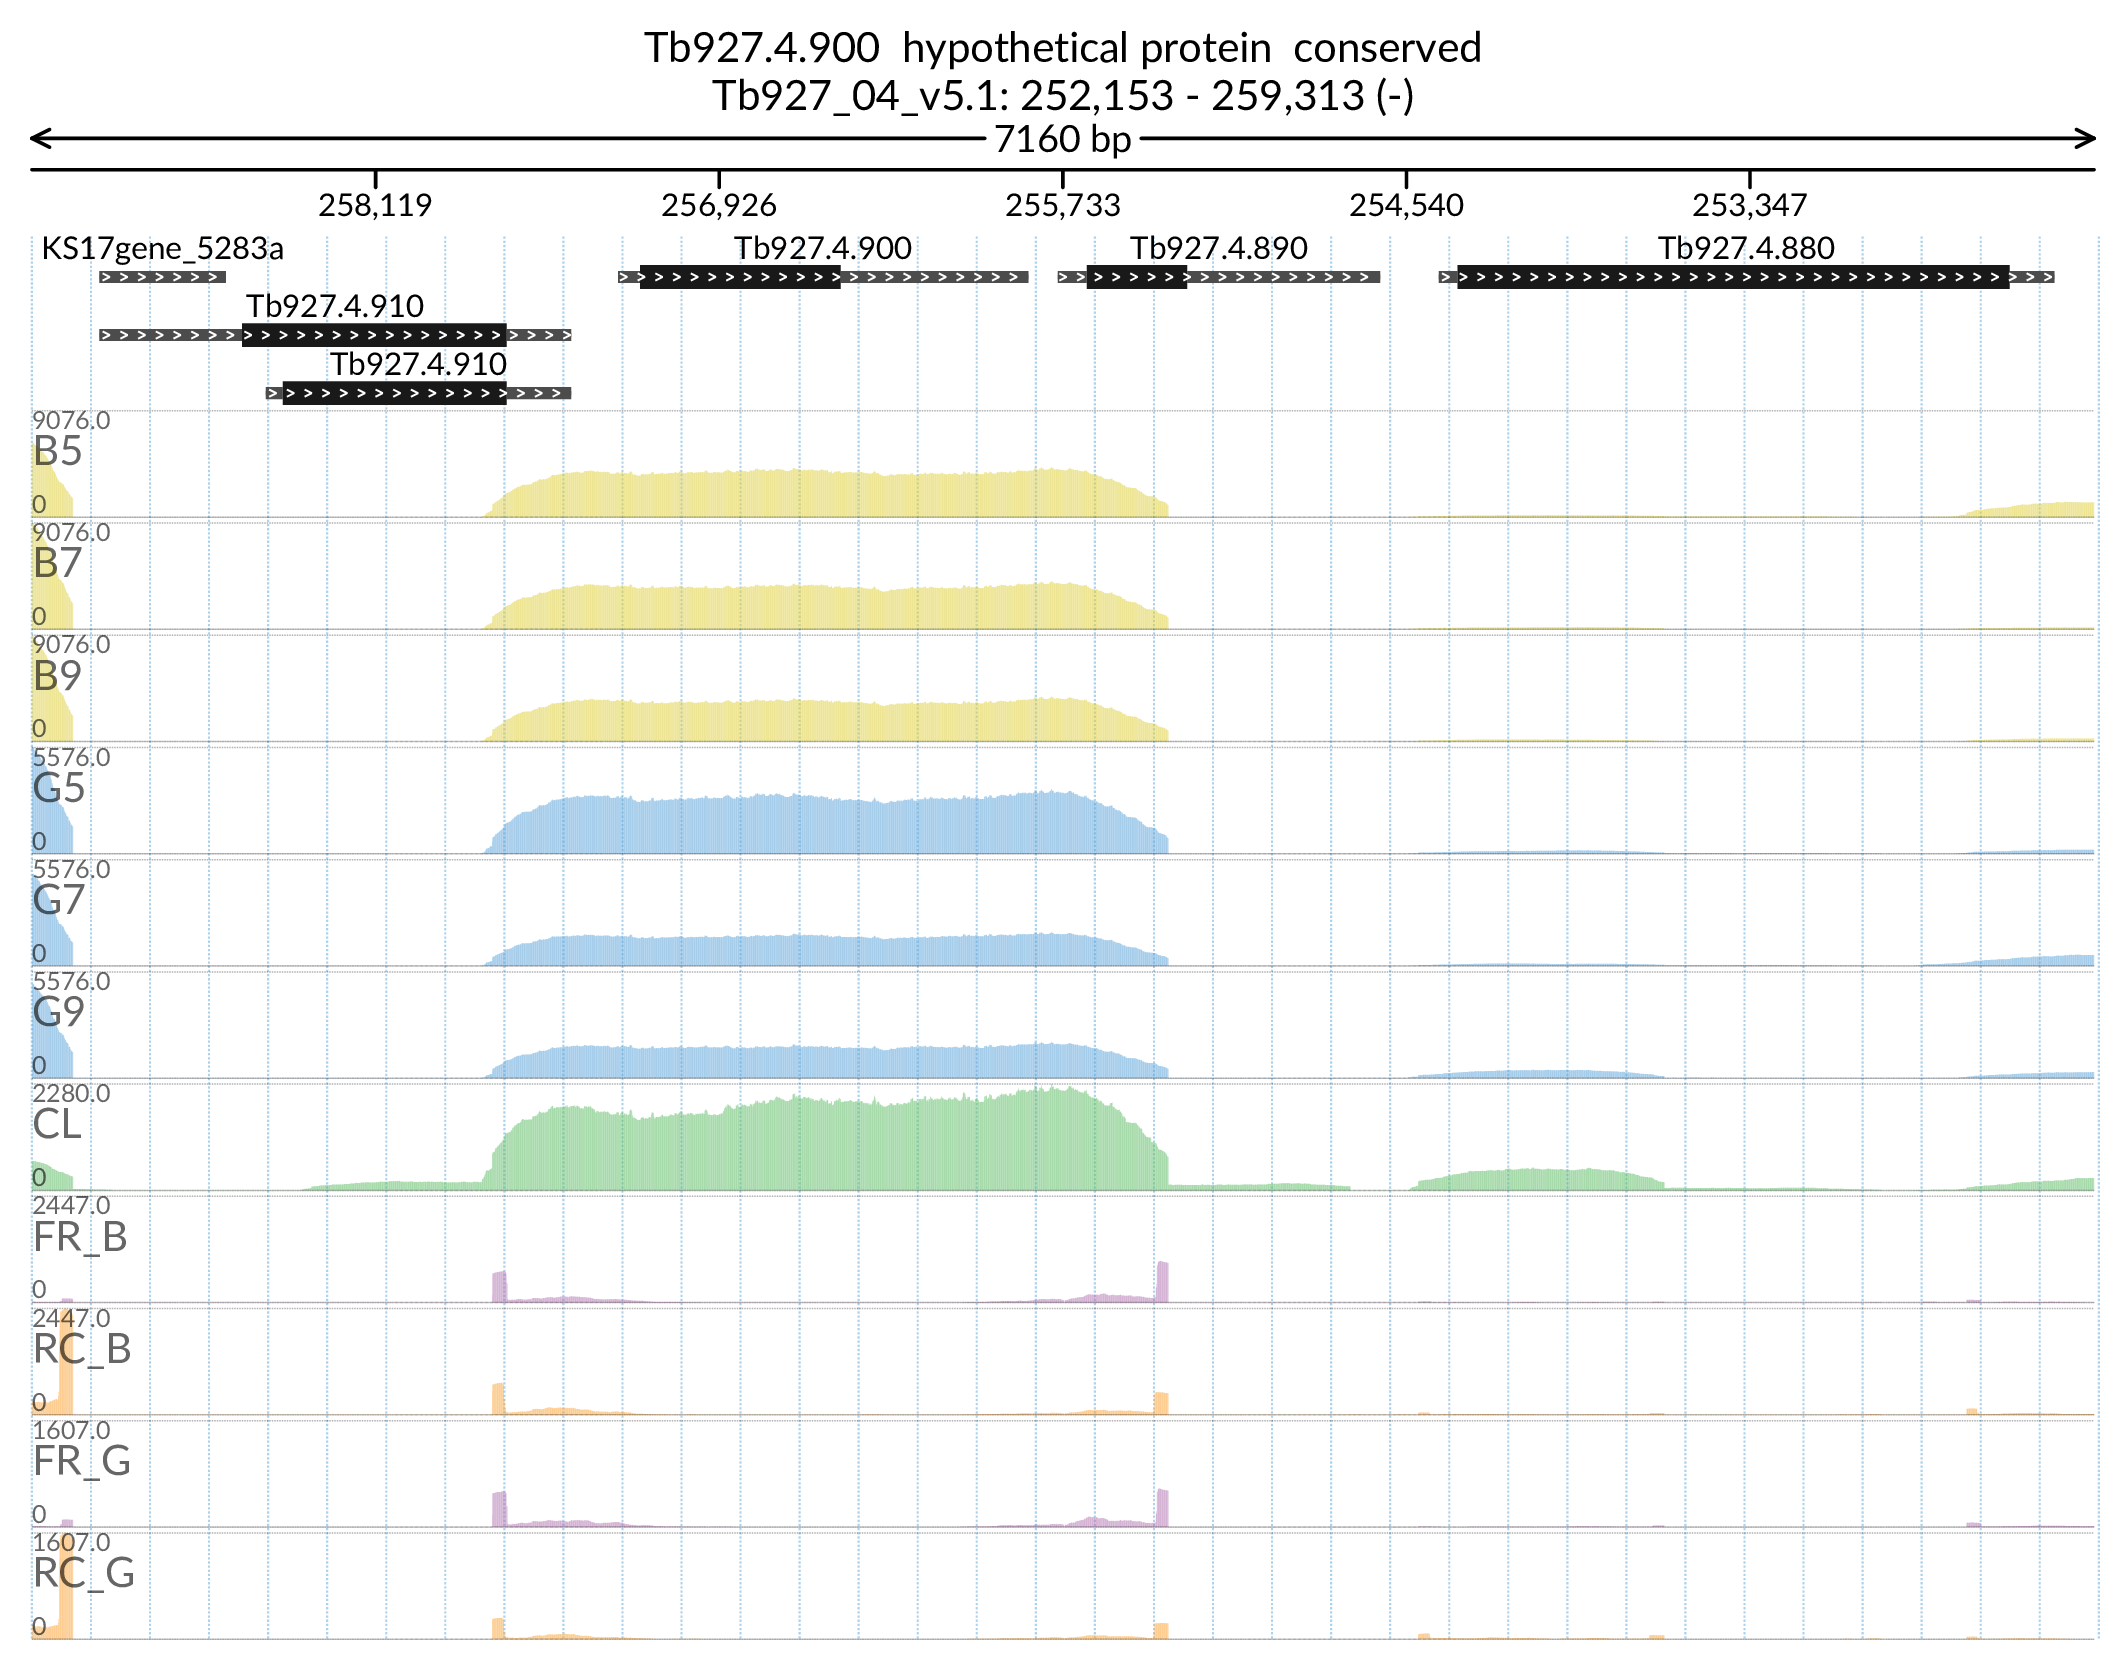 Tb927.4.900  hypothetical protein  conserved
Tb927_04_v5.1: 252,153 - 259,313 (-)
7160 bp
258,119 256,926 255,733 254,540 253,347
KS17gene_5283a Tb927.4.900 Tb927.4.890 Tb927.4.880
Tb927.4.910
Tb927.4.910
9076.0
B5
0
9076.0
B7
0
9076.0
B9
0
5576.0
G5
0
5576.0
G7
0
5576.0
G9
0
2280.0
CL
0
2447.0
FR_B
0
2447.0
RC_B
0
1607.0
FR_G
0
1607.0
RC_G
0